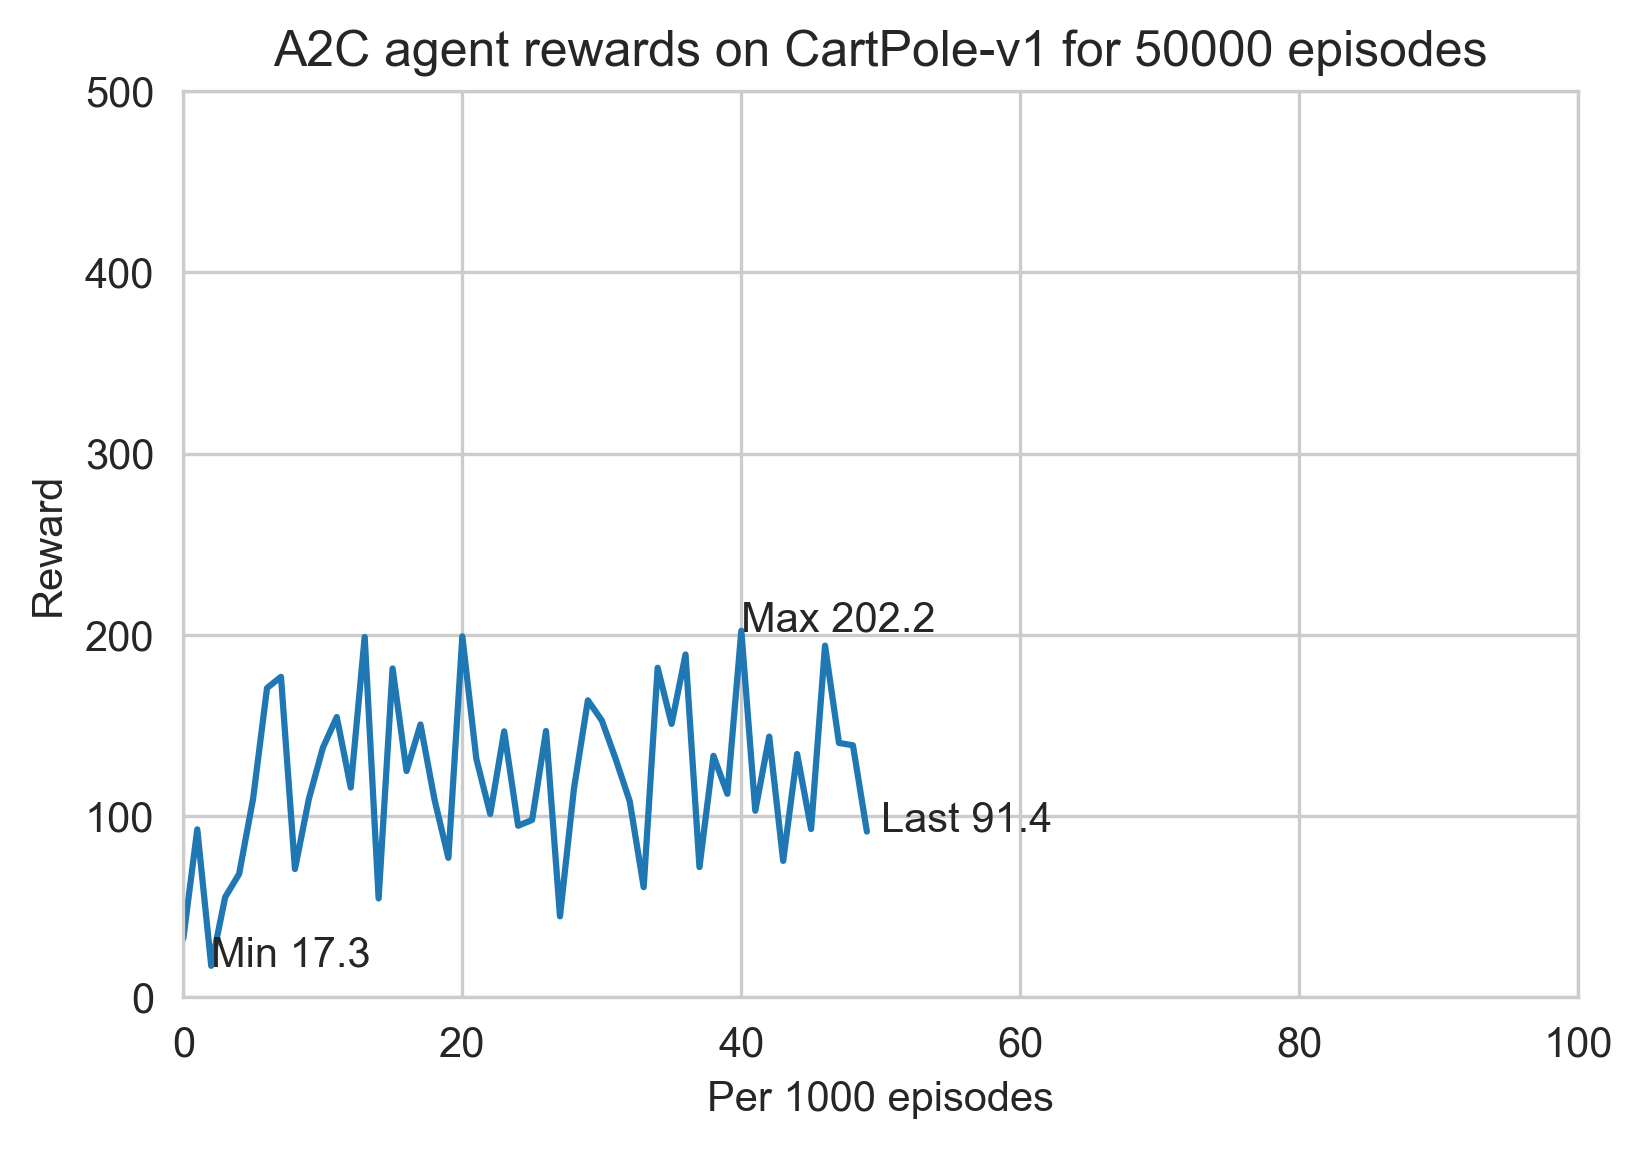 A2C agent rewards on CartPole-v1 for 50000 episodes
500
400
300
200
100
0
Reward
Max 202.2
Last 91.4
Min 17.3
0 20 40 60 80 100
Per 1000 episodes